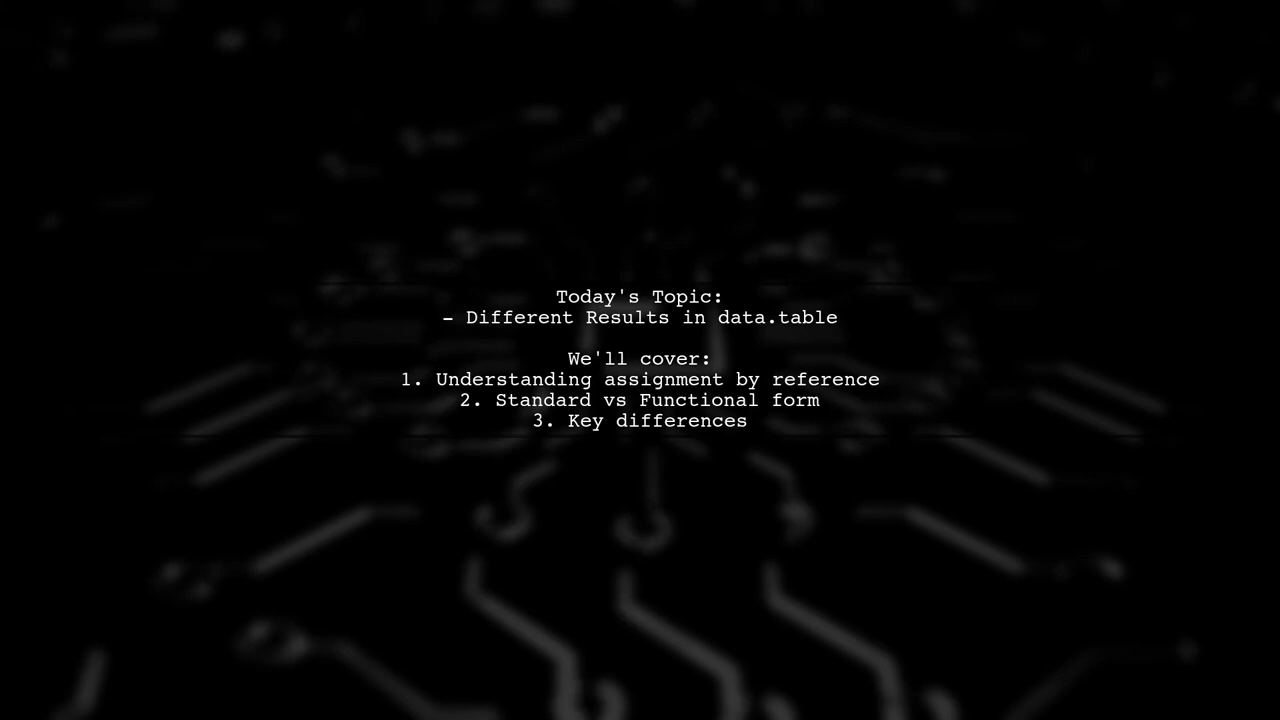 Today's Topic:
– Different Results in data.table
We'll cover:
1. Understanding assignment by reference
2. Standard vs Functional form
3. Key differences